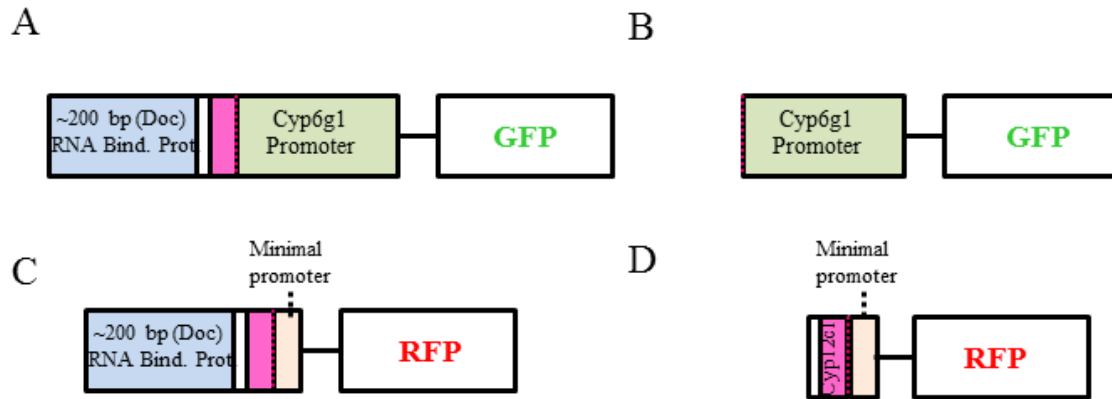 A
B
~200 bp (Doc)
RNA Bind. Prot
Cyp6g1
Promoter
GFP
Cyp6g1
Promoter
GFP
Minimal
promoter
C
Minimal
promoter
D
~200 bp (Doc)
RNA Bind. Prot
RFP
RFP